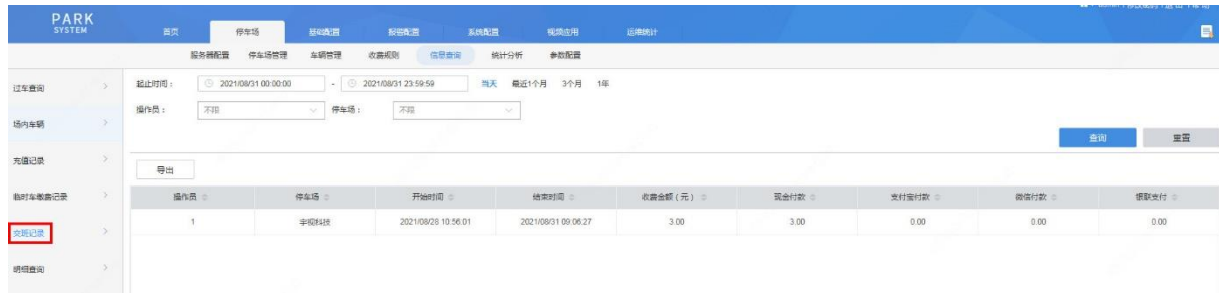 PARK
SYSTEM
首页 停车场 基础配置 报警配置 系统配置 视频应用 运维统计
服务器配置 停车场管理 车辆管理 收费规则 信息查询 统计分析 参数配置
过车查询
场内车辆
充值记录
临时车缴费记录
交班记录
明细查询
起止时间： 2021/08/31 00:00:00 - 2021/08/31 23:59:59 当天 最近1个月 3个月 1年
操作员： 不限 停车场： 不限
查询 重置
导出
操作员 停车场 开始时间 结束时间 收费金额（元） 现金付款 支付宝付款 微信付款 银联支付
1 宇视科技 2021/08/28 10:56:01 2021/08/31 09:06:27 3.00 3.00 0.00 0.00 0.00